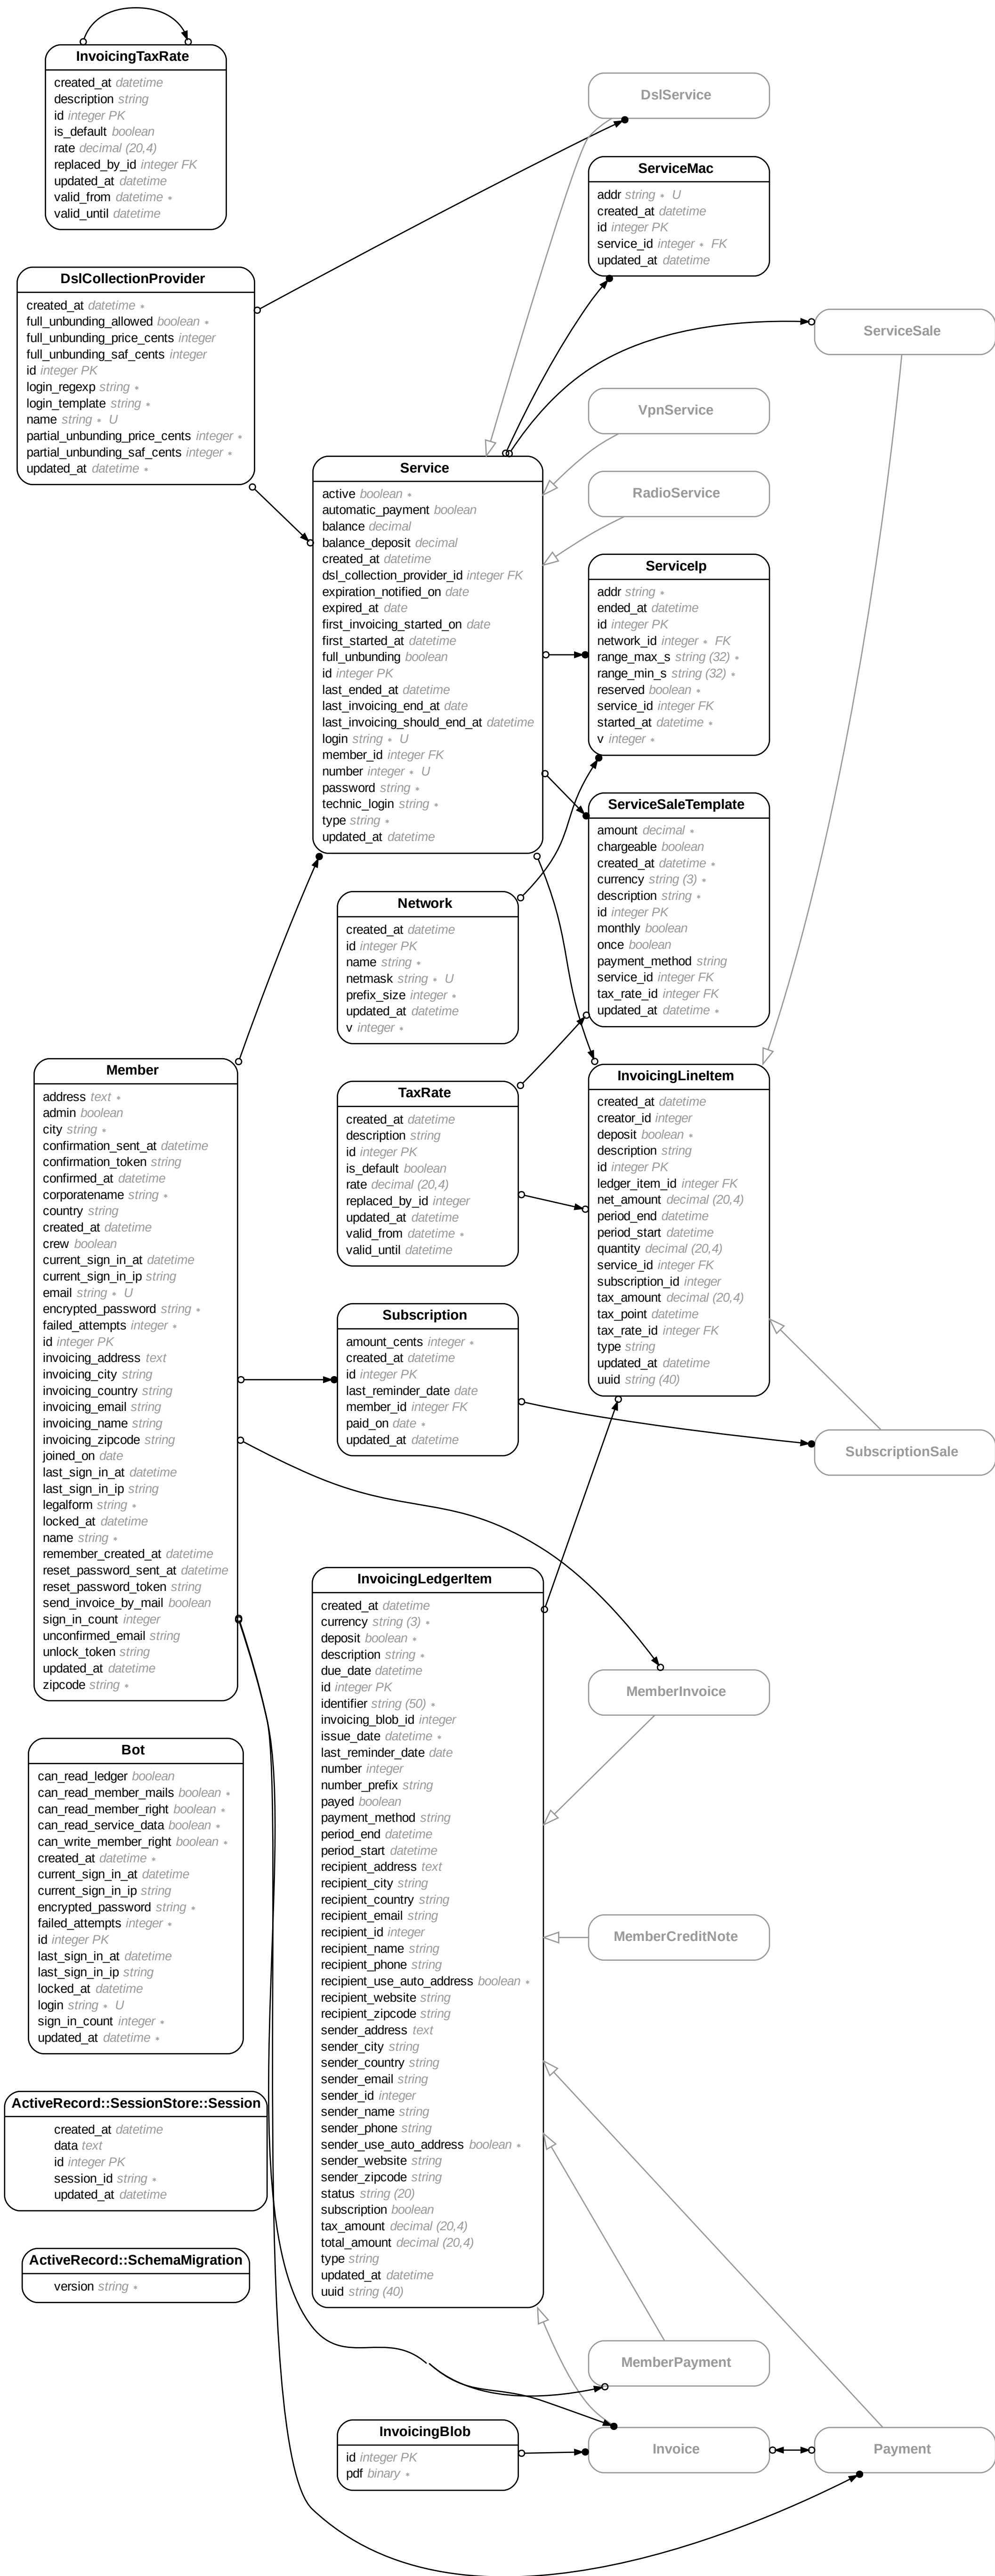 InvoicingTaxRate
created_at datetime
description string
id integer PK
is_default boolean
rate decimal (20,4)
replaced_by_id integer FK
updated_at datetime
valid_from datetime ∗
valid_until datetime
DslCollectionProvider
created_at datetime ∗
full_unbunding_allowed boolean ∗
full_unbunding_price_cents integer
full_unbunding_saf_cents integer
id integer PK
login_regexp string ∗
login_template string ∗
name string ∗ U
partial_unbunding_price_cents integer ∗
partial_unbunding_saf_cents integer ∗
updated_at datetime ∗
DslService
ServiceMac
addr string ∗ U
created_at datetime
id integer PK
service_id integer ∗ FK
updated_at datetime
ServiceSale
VpnService
RadioService
Service
active boolean ∗
automatic_payment boolean
balance decimal
balance_deposit decimal
created_at datetime
dsl_collection_provider_id integer FK
expiration_notified_on date
expired_at date
first_invoicing_started_on date
first_started_at datetime
full_unbunding boolean
id integer PK
last_ended_at datetime
last_invoicing_end_at date
last_invoicing_should_end_at datetime
login string ∗ U
member_id integer FK
number integer ∗ U
password string ∗
technic_login string ∗
type string ∗
updated_at datetime
ServiceIp
addr string ∗
ended_at datetime
id integer PK
network_id integer ∗ FK
range_max_s string (32) ∗
range_min_s string (32) ∗
reserved boolean ∗
service_id integer FK
started_at datetime ∗
v integer ∗
ServiceSaleTemplate
amount decimal ∗
chargeable boolean
created_at datetime ∗
currency string (3) ∗
description string ∗
id integer PK
monthly boolean
once boolean
payment_method string
service_id integer FK
tax_rate_id integer FK
updated_at datetime ∗
Network
created_at datetime
id integer PK
name string ∗
netmask string ∗ U
prefix_size integer ∗
updated_at datetime
v integer ∗
Member
address text ∗
admin boolean
city string ∗
confirmation_sent_at datetime
confirmation_token string
confirmed_at datetime
corporatename string ∗
country string
created_at datetime
crew boolean
current_sign_in_at datetime
current_sign_in_ip string
email string ∗ U
encrypted_password string ∗
failed_attempts integer ∗
id integer PK
invoicing_address text
invoicing_city string
invoicing_country string
invoicing_email string
invoicing_name string
invoicing_zipcode string
joined_on date
last_sign_in_at datetime
last_sign_in_ip string
legalform string ∗
locked_at datetime
name string ∗
remember_created_at datetime
reset_password_sent_at datetime
reset_password_token string
send_invoice_by_mail boolean
sign_in_count integer
unconfirmed_email string
unlock_token string
updated_at datetime
zipcode string ∗
TaxRate
created_at datetime
description string
id integer PK
is_default boolean
rate decimal (20,4)
replaced_by_id integer
updated_at datetime
valid_from datetime ∗
valid_until datetime
InvoicingLineItem
created_at datetime
creator_id integer
deposit boolean ∗
description string
id integer PK
ledger_item_id integer FK
net_amount decimal (20,4)
period_end datetime
period_start datetime
quantity decimal (20,4)
service_id integer FK
subscription_id integer
tax_amount decimal (20,4)
tax_point datetime
tax_rate_id integer FK
type string
updated_at datetime
uuid string (40)
Subscription
amount_cents integer ∗
created_at datetime
id integer PK
last_reminder_date date
member_id integer FK
paid_on date ∗
updated_at datetime
SubscriptionSale
InvoicingLedgerItem
created_at datetime
currency string (3) ∗
deposit boolean ∗
description string ∗
due_date datetime
id integer PK
identifier string (50) ∗
invoicing_blob_id integer
issue_date datetime ∗
last_reminder_date date
number integer
number_prefix string
payed boolean
payment_method string
period_end datetime
period_start datetime
recipient_address text
recipient_city string
recipient_country string
recipient_email string
recipient_id integer
recipient_name string
recipient_phone string
recipient_use_auto_address boolean ∗
recipient_website string
recipient_zipcode string
sender_address text
sender_city string
sender_country string
sender_email string
sender_id integer
sender_name string
sender_phone string
sender_use_auto_address boolean ∗
sender_website string
sender_zipcode string
status string (20)
subscription boolean
tax_amount decimal (20,4)
total_amount decimal (20,4)
type string
updated_at datetime
uuid string (40)
MemberInvoice
MemberCreditNote
Bot
can_read_ledger boolean
can_read_member_mails boolean ∗
can_read_member_right boolean ∗
can_read_service_data boolean ∗
can_write_member_right boolean ∗
created_at datetime ∗
current_sign_in_at datetime
current_sign_in_ip string
encrypted_password string ∗
failed_attempts integer ∗
id integer PK
last_sign_in_at datetime
last_sign_in_ip string
locked_at datetime
login string ∗ U
sign_in_count integer ∗
updated_at datetime ∗
ActiveRecord::SessionStore::Session
created_at datetime
data text
id integer PK
session_id string ∗
updated_at datetime
ActiveRecord::SchemaMigration
version string ∗
MemberPayment
InvoicingBlob
id integer PK
pdf binary ∗
Invoice
Payment